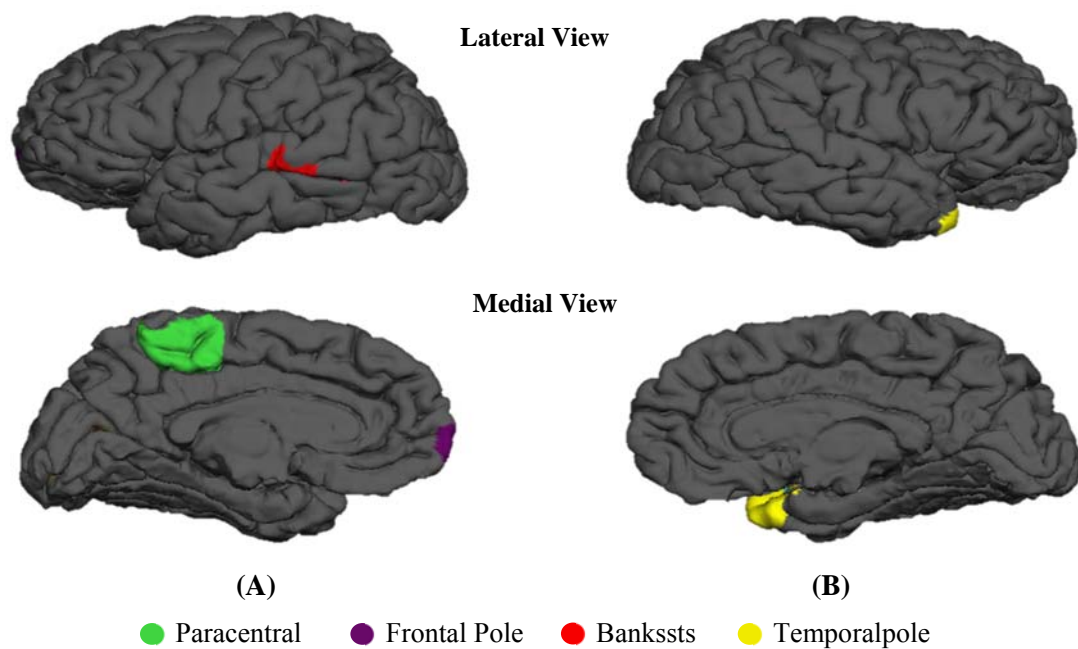 Lateral View
Medial View
(A) (B)
Paracentral Frontal Pole Bankssts Temporalpole